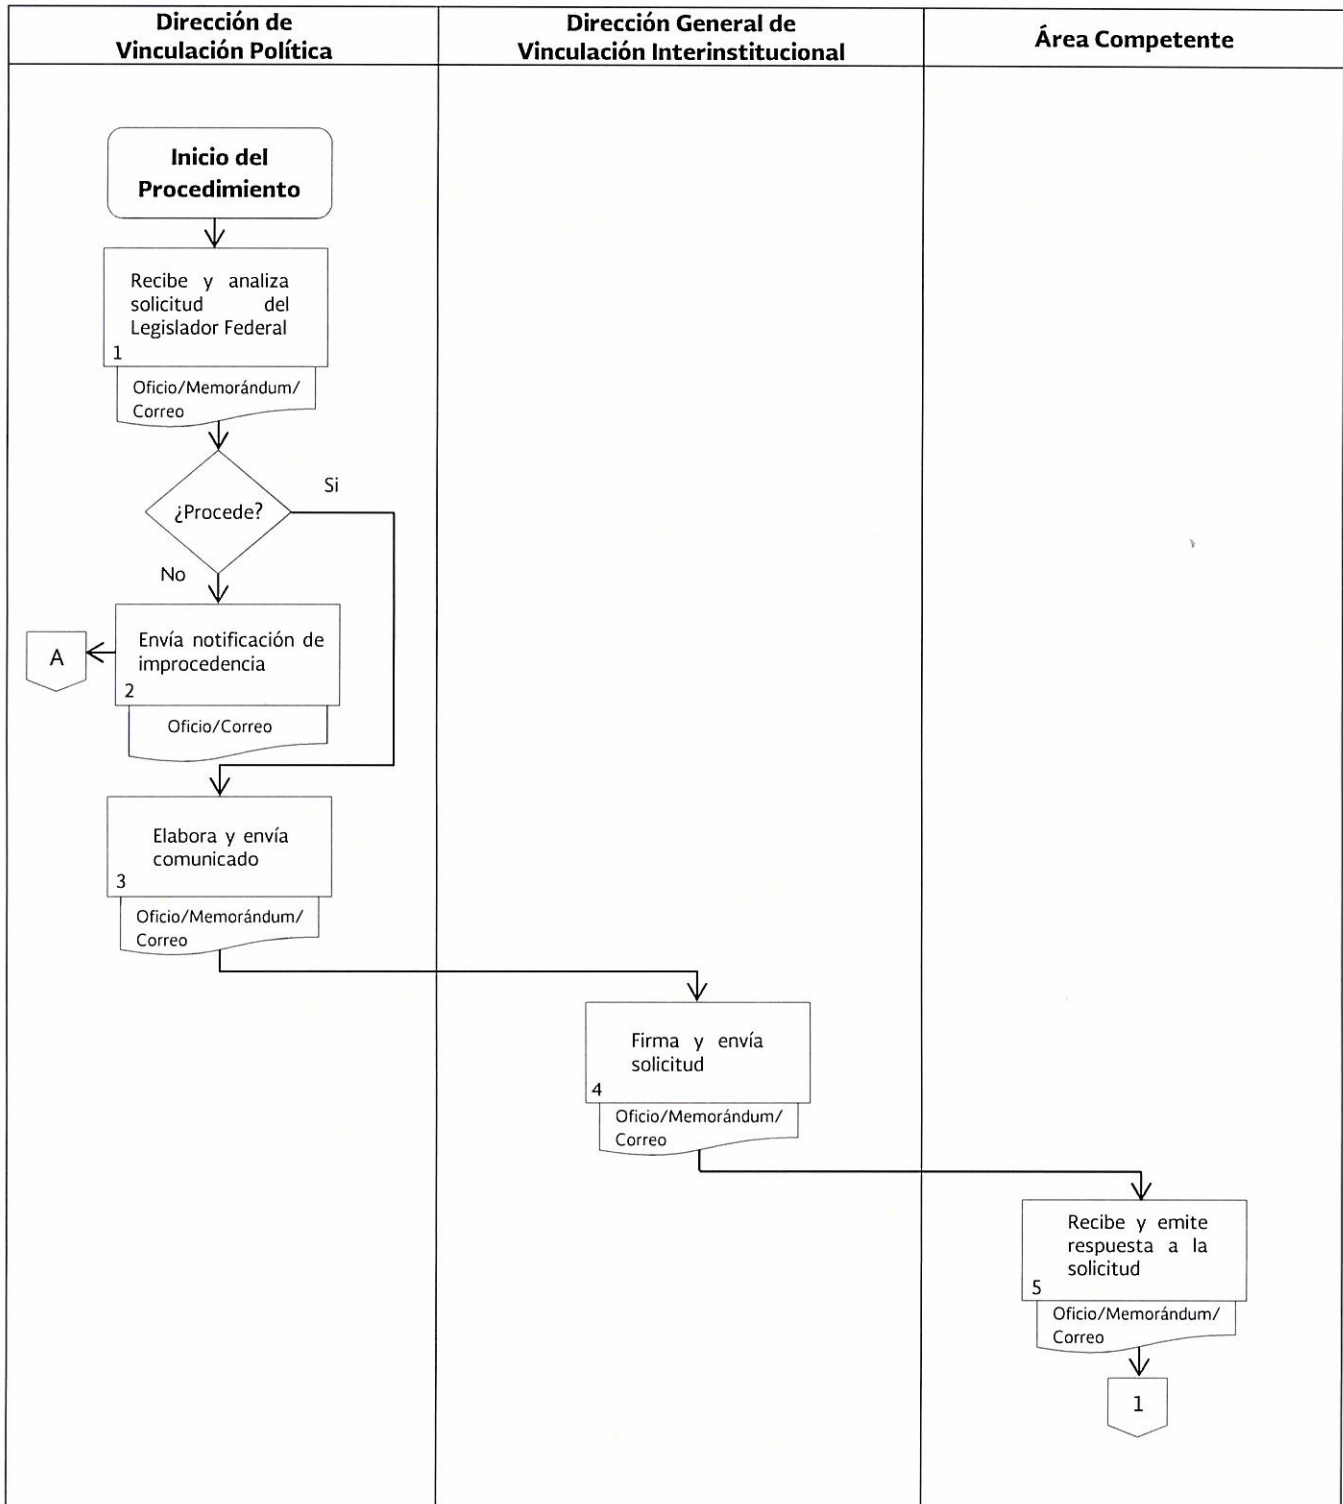 Dirección de
Vinculación Política
Dirección General de
Vinculación Interinstitucional
Área Competente
Inicio del
Procedimiento
Recibe y analiza
solicitud del
Legislador Federal
1
Oficio/Memorándum/
Correo
¿Procede?
Si
No
Envía notificación de
improcedencia
2
A
Oficio/Correo
Elabora y envía
comunicado
3
Oficio/Memorándum/
Correo
Firma y envía
solicitud
4
Oficio/Memorándum/
Correo
Recibe y emite
respuesta a la
solicitud
5
Oficio/Memorándum/
Correo
1